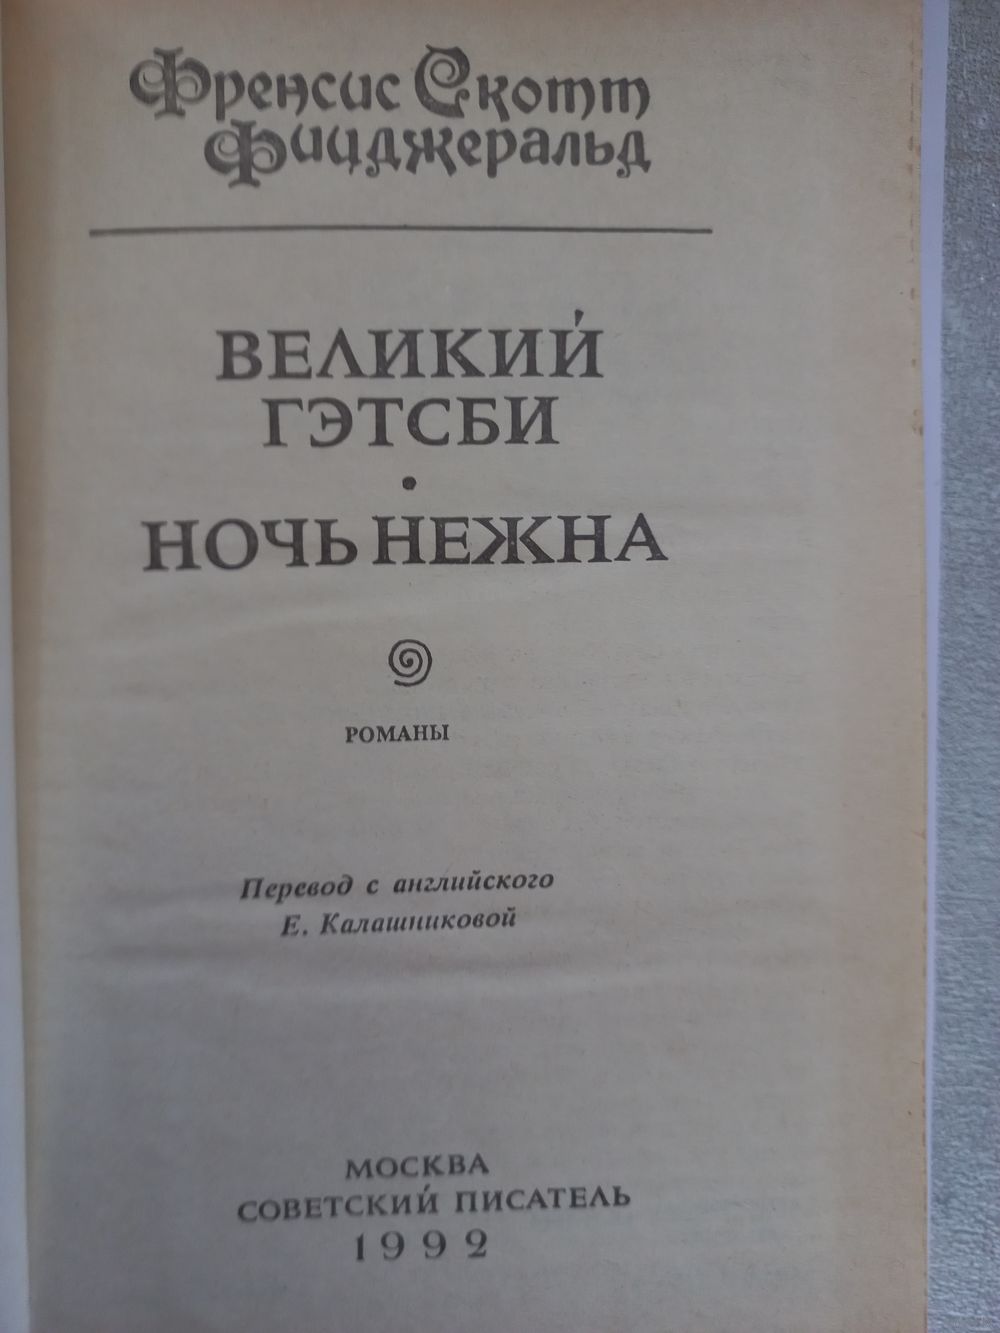 Френсис Скотт
Фицджеральд
ВЕЛИКИЙ
ГЭТСБИ
•
НОЧЬ НЕЖНА
РОМАНЫ
Перевод с английского
Е. Калашниковой
МОСКВА
СОВЕТСКИЙ ПИСАТЕЛЬ
1992